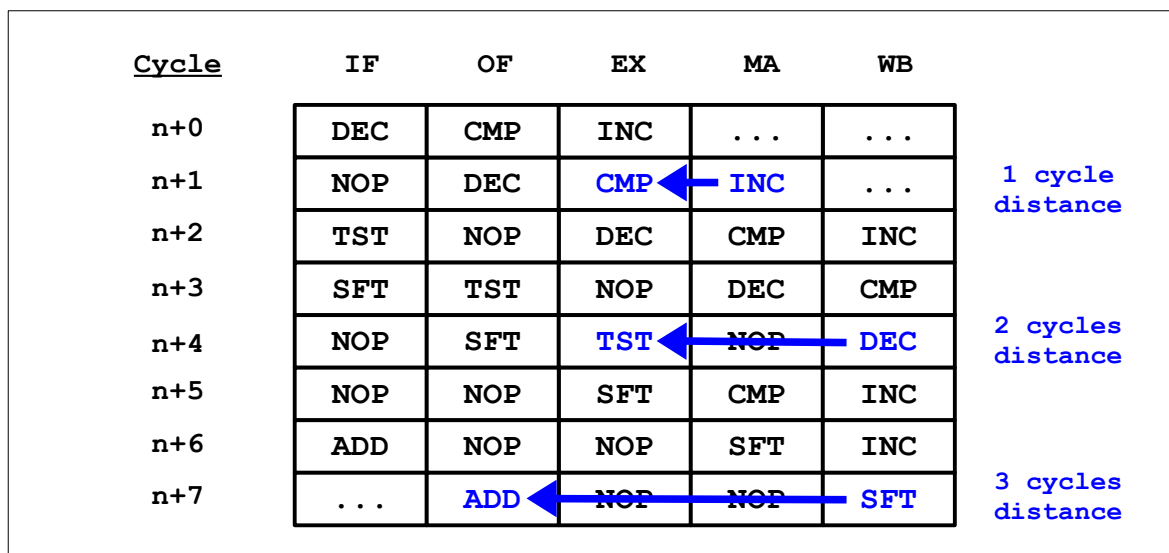 Cycle IF OF EX MA WB
n+0 DEC CMP INC ... ...
n+1 NOP DEC CMP INC ... 1 cycle distance
n+2 TST NOP DEC CMP INC
n+3 SFT TST NOP DEC CMP
n+4 NOP SFT TST NOP DEC 2 cycles distance
n+5 NOP NOP SFT CMP INC
n+6 ADD NOP NOP SFT INC
n+7 ... ADD NOP NOP SFT 3 cycles distance